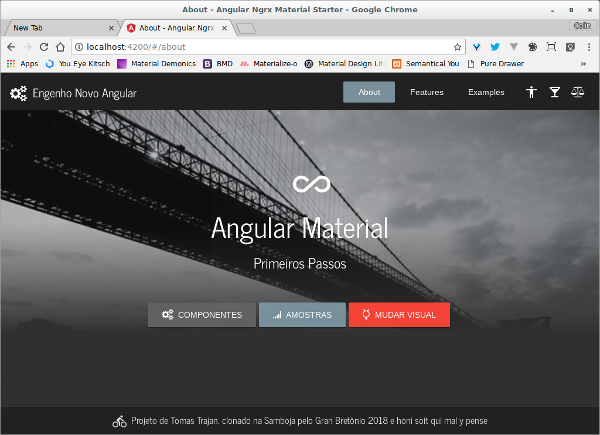 About - Angular Ngrx Material Starter - Google Chrome
New Tab
About - Angular Ngrx M
Colin
localhost:4200/#/about
Apps
You Eye Kitsch
Material Demonics
BMD
Materialize-o
Material Design Lit
Semantical You
Pure Drawer
»
Engenho Novo Angular
About
Features
Examples
Angular Material
Primeiros Passos
COMPONENTES
AMOSTRAS
MUDAR VISUAL
Projeto de Tomas Trajan, clonado na Samboja pelo Gran Bretônio 2018 e honi soit qui mal y pense